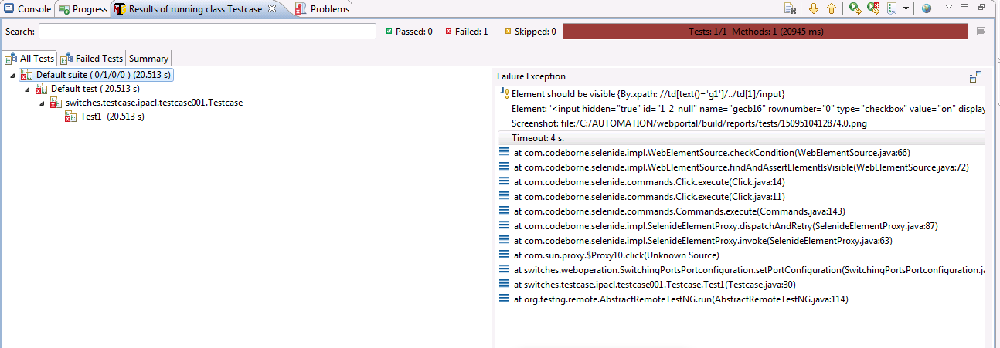 Console Progress Results of running class Testcase Problems
Search: Passed: 0 Failed: 1 Skipped: 0 Tests: 1/1 Methods: 1 (20945 ms)
All Tests Failed Tests Summary
Default suite ( 0/1/0/0 ) (20.513 s)
Default test ( 20.513 s)
switches.testcase.ipacl.testcase001.Testcase
Test1 (20.513 s)
Failure Exception
Element should be visible {By.xpath: //td[text()='g1']/../td[1]/input}
Element: '<input hidden="true" id="1_2_null" name="gecb16" rownumber="0" type="checkbox" value="on" display
Screenshot: file:/C:/AUTOMATION/webportal/build/reports/tests/1509510412874.0.png
Timeout: 4 s.
at com.codeborne.selenide.impl.WebElementSource.checkCondition(WebElementSource.java:66)
at com.codeborne.selenide.impl.WebElementSource.findAndAssertElementIsVisible(WebElementSource.java:72)
at com.codeborne.selenide.commands.Click.execute(Click.java:14)
at com.codeborne.selenide.commands.Click.execute(Click.java:11)
at com.codeborne.selenide.commands.Commands.execute(Commands.java:143)
at com.codeborne.selenide.impl.SelenideElementProxy.dispatchAndRetry(SelenideElementProxy.java:87)
at com.codeborne.selenide.impl.SelenideElementProxy.invoke(SelenideElementProxy.java:63)
at com.sun.proxy.$Proxy10.click(Unknown Source)
at switches.weboperation.SwitchingPortsPortconfiguration.setPortConfiguration(SwitchingPortsPortconfiguration.ja
at switches.testcase.ipacl.testcase001.Testcase.Test1(Testcase.java:30)
at org.testng.remote.AbstractRemoteTestNG.run(AbstractRemoteTestNG.java:114)